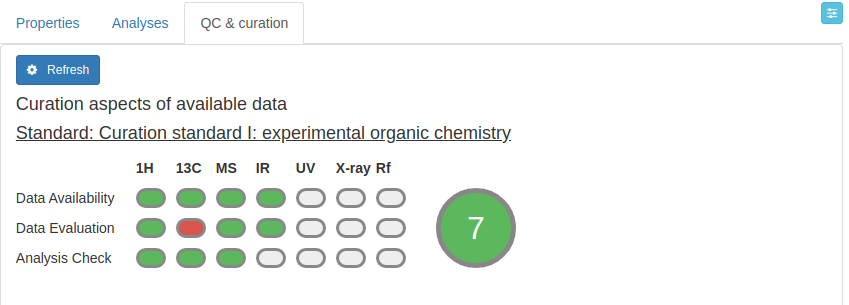 Properties Analyses QC & curation
Refresh
Curation aspects of available data
Standard: Curation standard I: experimental organic chemistry
1H 13C MS IR UV X-ray Rf
Data Availability
Data Evaluation
7
Analysis Check